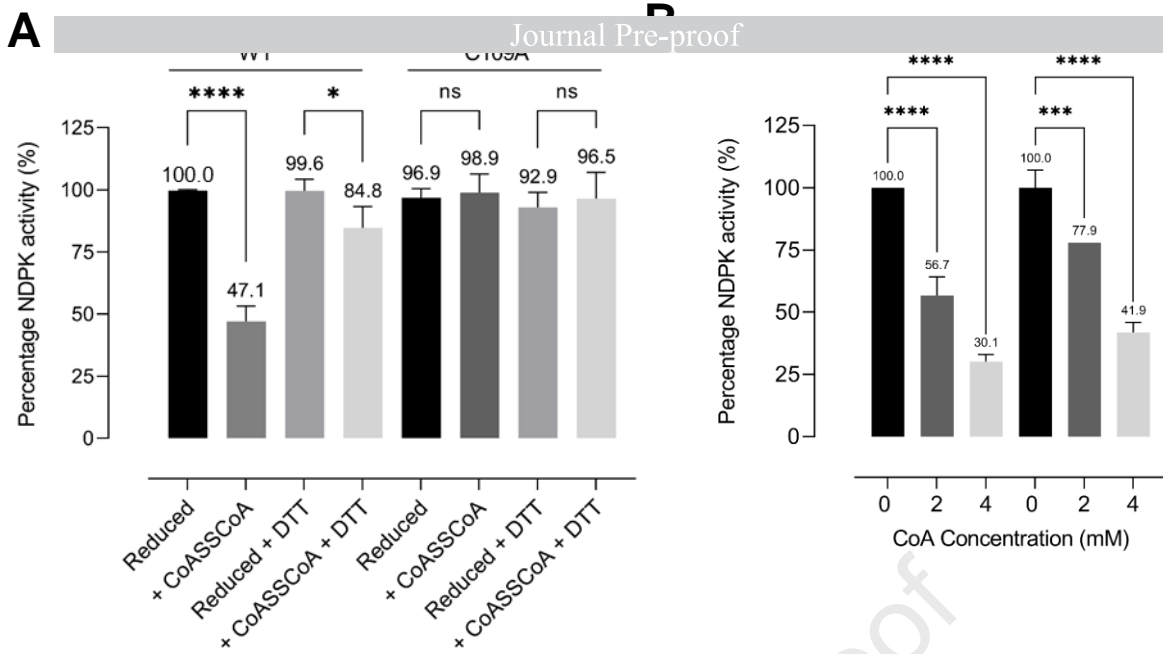 A
Journal Pre-proof
WT
C109A
**** * ns ns
125
100
75
50
25
0
Percentage NDPK activity (%)
100.0
47.1
99.6
84.8
96.9
98.9
92.9
96.5
Reduced
+ CoASSCoA
Reduced + DTT
+ CoASSCoA + DTT
Reduced
+ CoASSCoA
Reduced + DTT
+ CoASSCoA + DTT
B
**** ****
**** ***
125
100
75
50
25
0
Percentage NDPK activity (%)
100.0
56.7
30.1
100.0
77.9
41.9
0 2 4 0 2 4
CoA Concentration (mM)